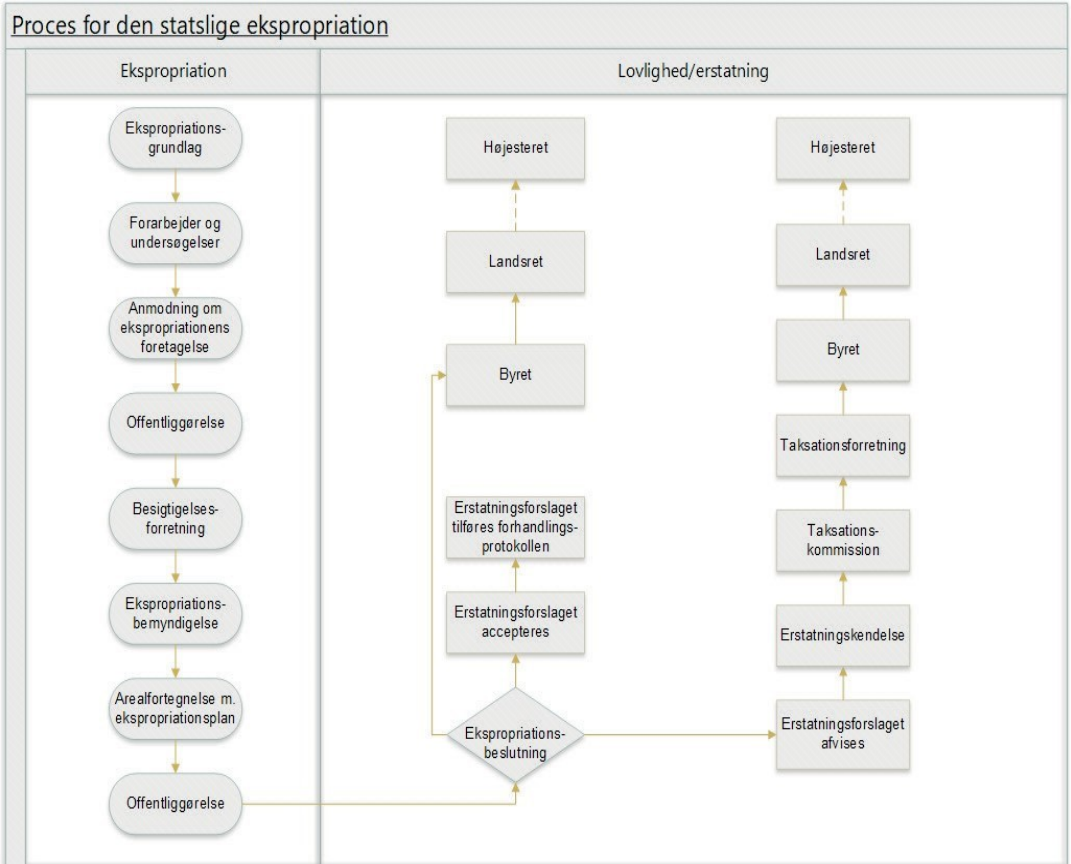 Proces for den statslige ekspropriation
Ekspropriation
Lovlighed/erstatning
Ekspropriations-
grundlag
Forarbejder og
undersøgelser
Anmodning om
ekspropriationens
foretagelse
Offentliggørelse
Besigtigelses-
forretning
Ekspropriations-
bemyndigelse
Arealfortegnelse m.
ekspropriationsplan
Offentliggørelse
Højesteret
Landsret
Byret
Erstatningsforslaget
tilføres forhandlings-
protokollen
Erstatningsforslaget
accepteres
Ekspropriations-
beslutning
Højesteret
Landsret
Byret
Taksationsforretning
Taksations-
kommission
Erstatningskendelse
Erstatningsforslaget
afvises